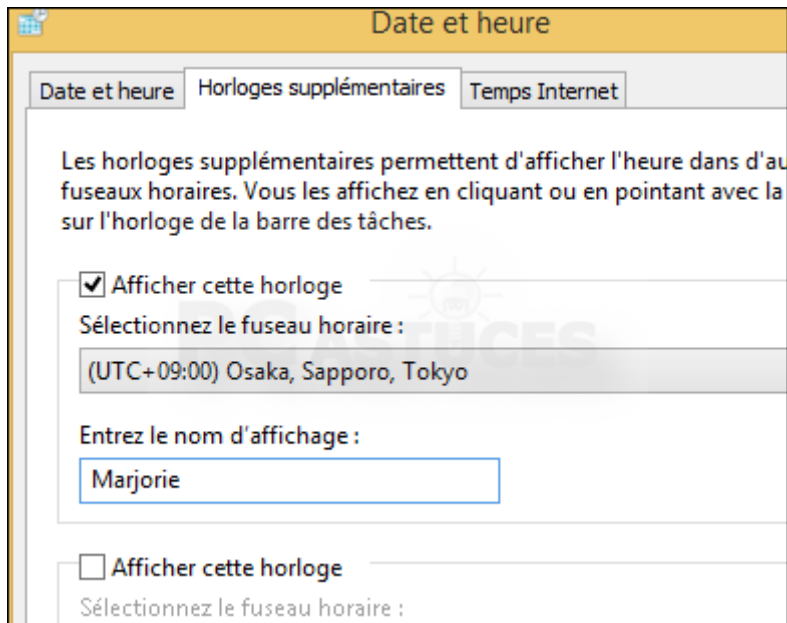 Date et heure
Date et heure Horloges supplémentaires Temps Internet
Les horloges supplémentaires permettent d'afficher l'heure dans d'au
fuseaux horaires. Vous les affichez en cliquant ou en pointant avec la
sur l'horloge de la barre des tâches.
Afficher cette horloge
Sélectionnez le fuseau horaire :
PC ASTUCES
(UTC+09:00) Osaka, Sapporo, Tokyo
Entrez le nom d'affichage :
Marjorie
Afficher cette horloge
Sélectionnez le fuseau horaire :